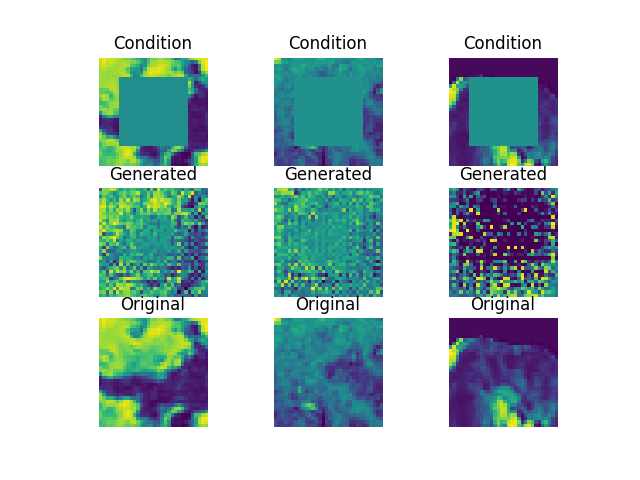 Condition Condition Condition
Generated Generated Generated
Original Original Original